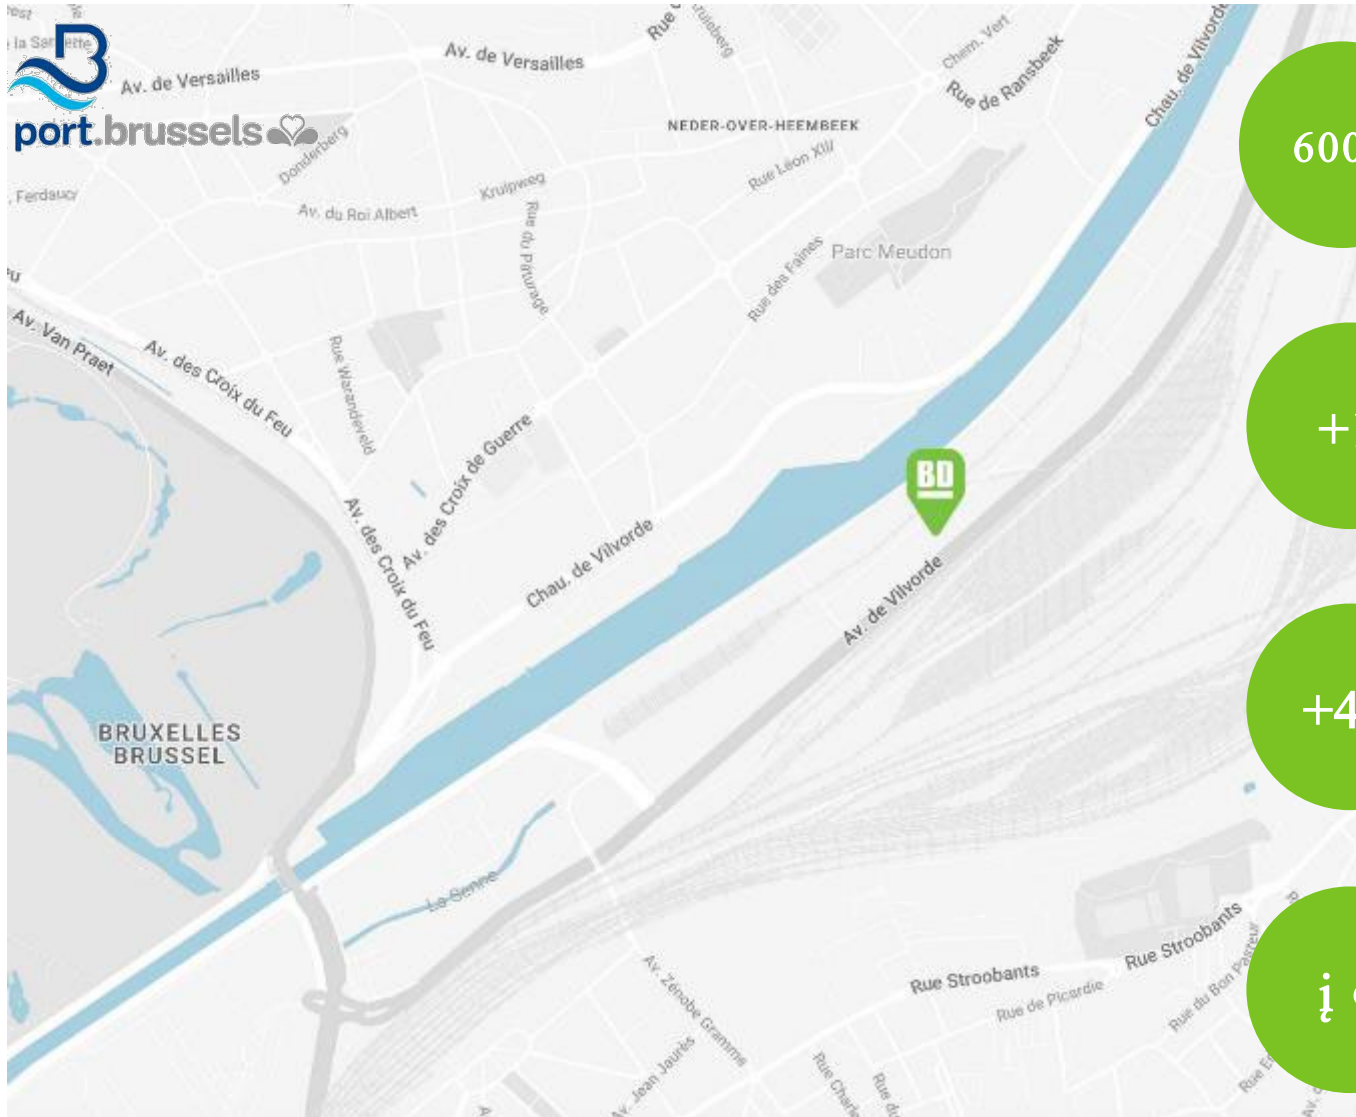 port.brussels
Av. de Versailles
Av. de Versailles
Chem. Vert
Rue de Ransbeek
Chau. de Vilvorde
NEDER-OVER-HEEMBEEK
Donderberg
Rue Léon XIII
Kruipweg
Av. du Roi Albert
Rue du Pâturage
Parc Meudon
Rue des Faînes
Av. Van Praet
Av. des Croix du Feu
Rue Warandeveld
Av. des Croix de Guerre
BD
Av. des Croix du Feu
Chau. de Vilvorde
Av. de Vilvorde
BRUXELLES
BRUSSEL
La Senne
Rue Stroobants
Rue Stroobants
Rue de Picardie
Rue du Bon Pasteur
Av. Zénobe Gramme
Av. Jean Jaurès
600
+
+4
į